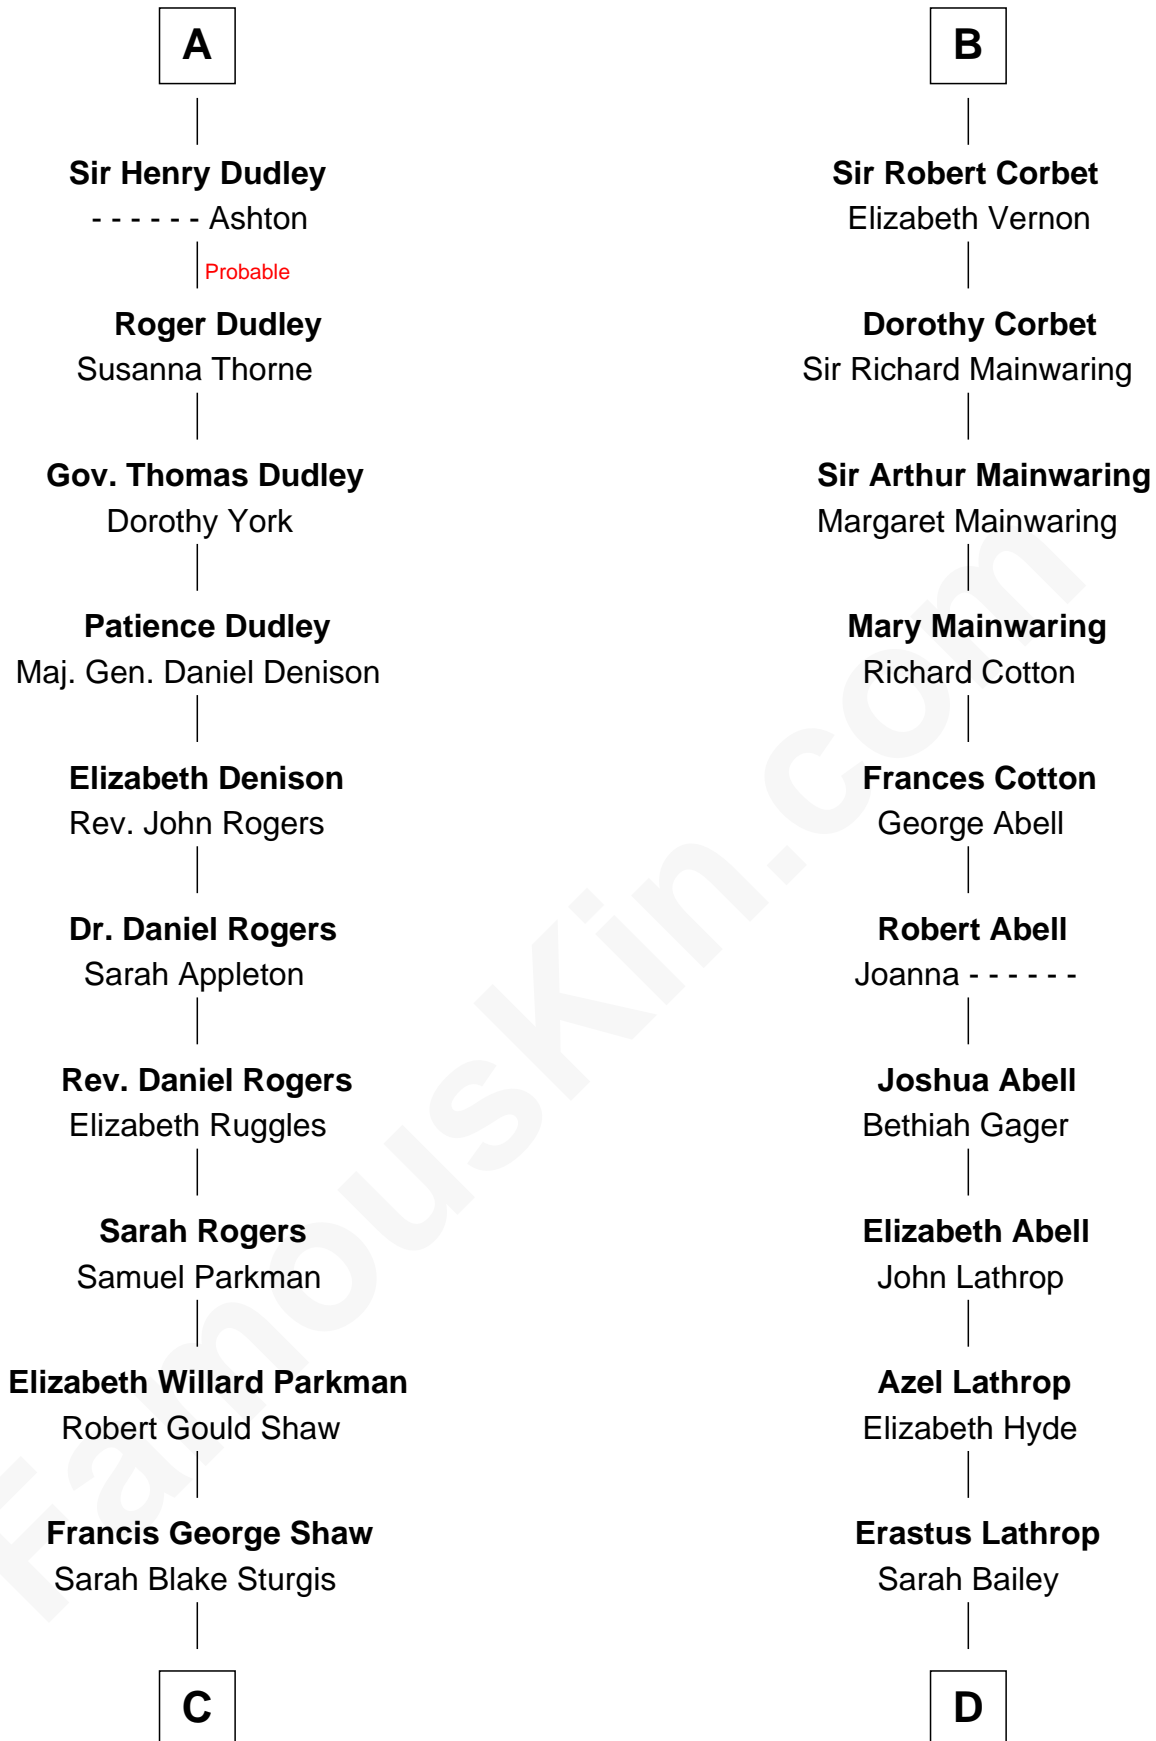 A
Sir Henry Dudley
- - - - - - Ashton
Probable
Roger Dudley
Susanna Thorne
Gov. Thomas Dudley
Dorothy York
Patience Dudley
Maj. Gen. Daniel Denison
Elizabeth Denison
Rev. John Rogers
Dr. Daniel Rogers
Sarah Appleton
Rev. Daniel Rogers
Elizabeth Ruggles
Sarah Rogers
Samuel Parkman
Elizabeth Willard Parkman
Robert Gould Shaw
Francis George Shaw
Sarah Blake Sturgis
C
B
Sir Robert Corbet
Elizabeth Vernon
Dorothy Corbet
Sir Richard Mainwaring
Sir Arthur Mainwaring
Margaret Mainwaring
Mary Mainwaring
Richard Cotton
Frances Cotton
George Abell
Robert Abell
Joanna - - - - - -
Joshua Abell
Bethiah Gager
Elizabeth Abell
John Lathrop
Azel Lathrop
Elizabeth Hyde
Erastus Lathrop
Sarah Bailey
D
FamousKin.com